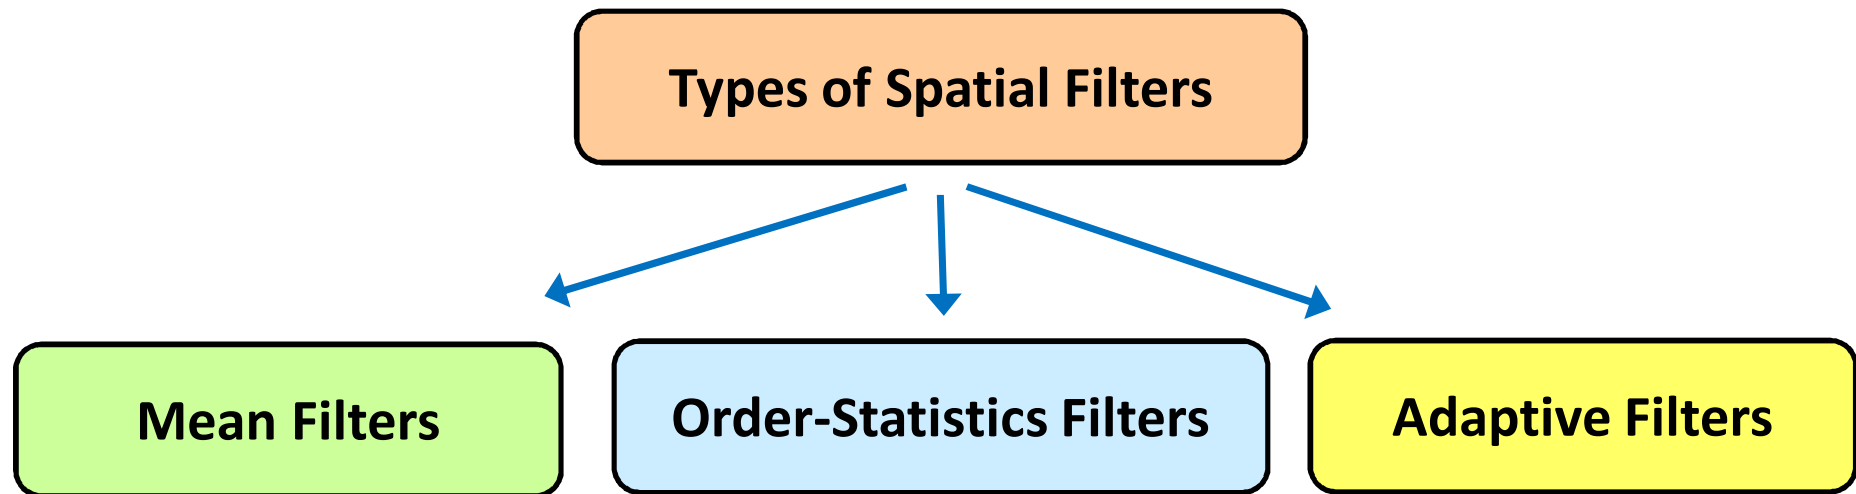 Types of Spatial Filters
Mean Filters
Order-Statistics Filters
Adaptive Filters